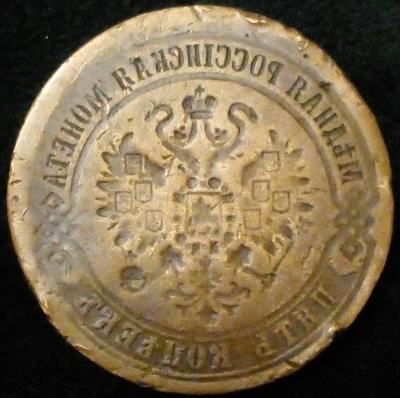 МѢДНАЯ РОССІЙСКАЯ МОНЕТА
ПЯТЬ КОПѢЕКЪ